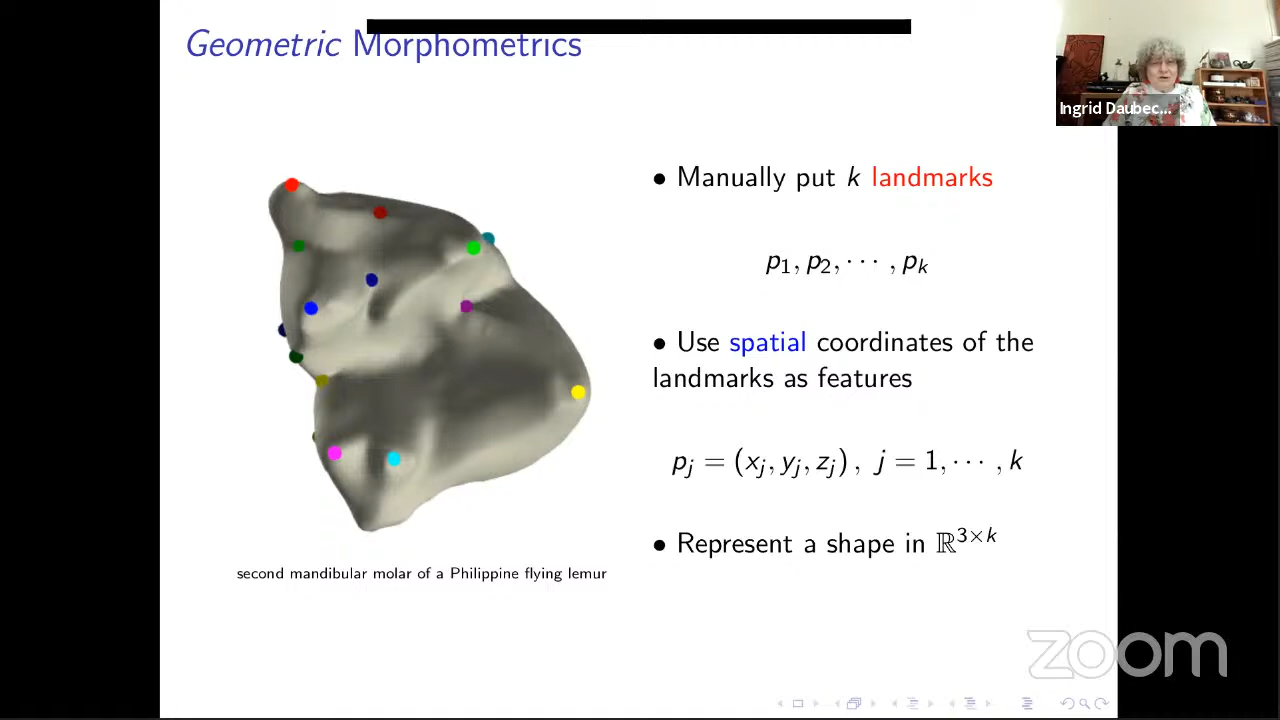 Geometric Morphometrics
Ingrid Daubec...
• Manually put k landmarks
p₁, p₂, ··· , pₖ
• Use spatial coordinates of the
landmarks as features
pⱼ = (xⱼ, yⱼ, zⱼ) , j = 1, ··· , k
• Represent a shape in ℝ³ˣᵏ
second mandibular molar of a Philippine flying lemur
zoom